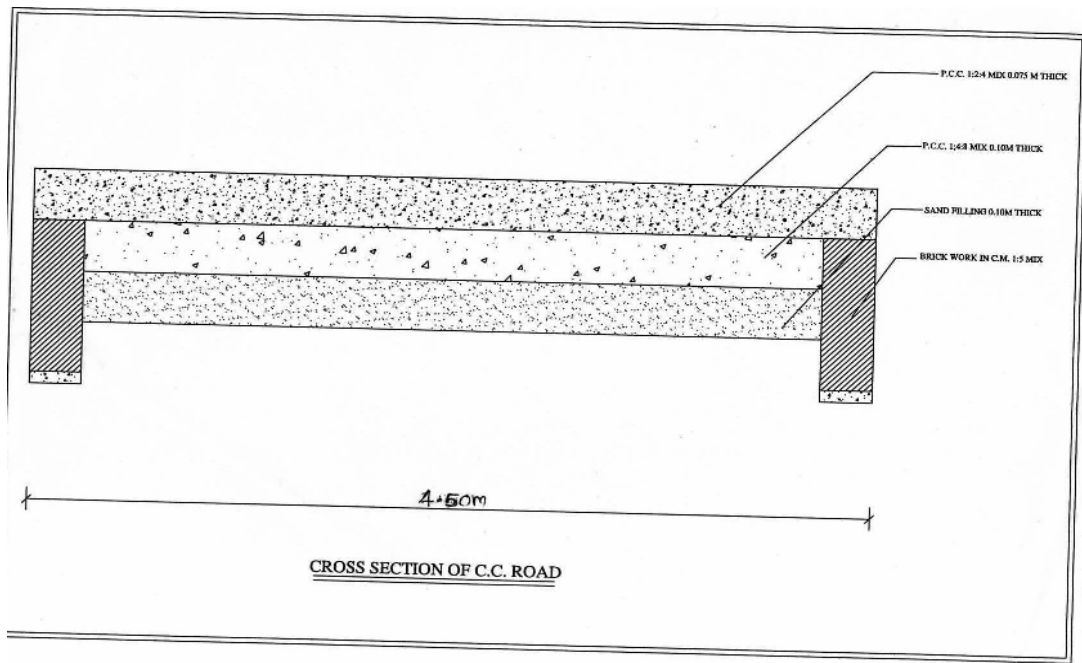 P.C.C. 1:2:4 MIX 0.075 M THICK
P.C.C. 1;4:8 MIX 0.10M THICK
SAND FILLING 0.10M THICK
BRICK WORK IN C.M. 1:5 MIX
4.50m
CROSS SECTION OF C.C. ROAD